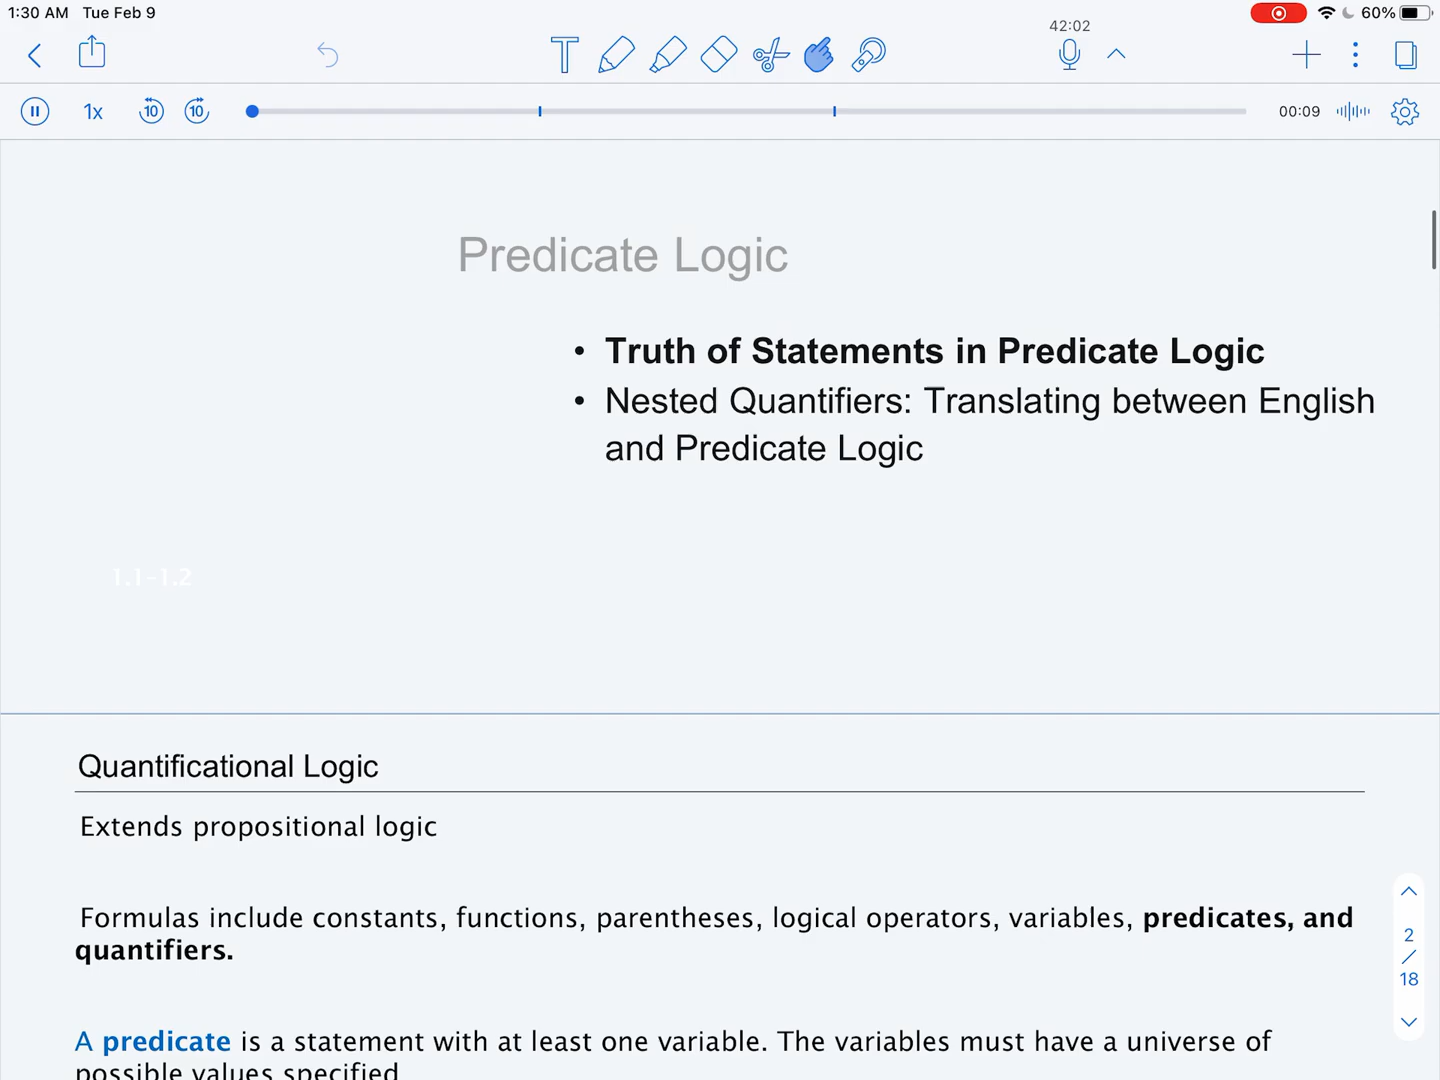 1:30 AM Tue Feb 9 60%
42:02
T
1x 10 10 00:09
Predicate Logic
• Truth of Statements in Predicate Logic
• Nested Quantifiers: Translating between English
and Predicate Logic
1.1-1.2
Quantificational Logic
Extends propositional logic
Formulas include constants, functions, parentheses, logical operators, variables, predicates, and
quantifiers.
2
/
18
A predicate is a statement with at least one variable. The variables must have a universe of
possible values specified